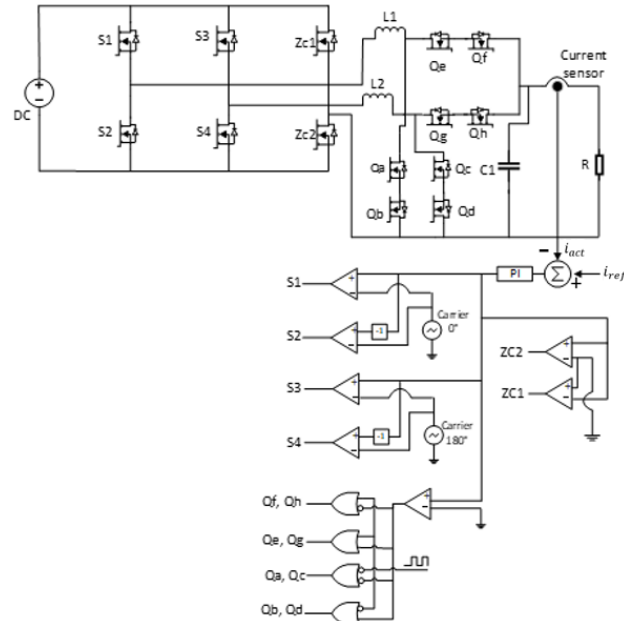 S1
S3
Zc1
L1
Qe
Qf
Current
sensor
DC
L2
S2
S4
Zc2
Qg
Qh
Qa
Qc
C1
R
Qb
Qd
−
i_act
S1
PI
Σ
+
i_ref
Carrier
0°
S2
-1
ZC2
S3
ZC1
S4
-1
Carrier
180°
Qf, Qh
Qe, Qg
Qa, Qc
Qb, Qd